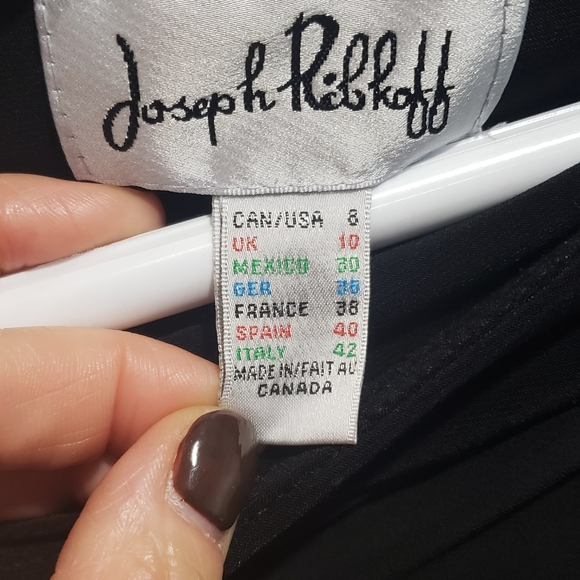 Joseph Ribkoff
CAN/USA 8
UK 10
MEXICO 30
GER 36
FRANCE 38
SPAIN 40
ITALY 42
MADE IN/FAIT AU
CANADA